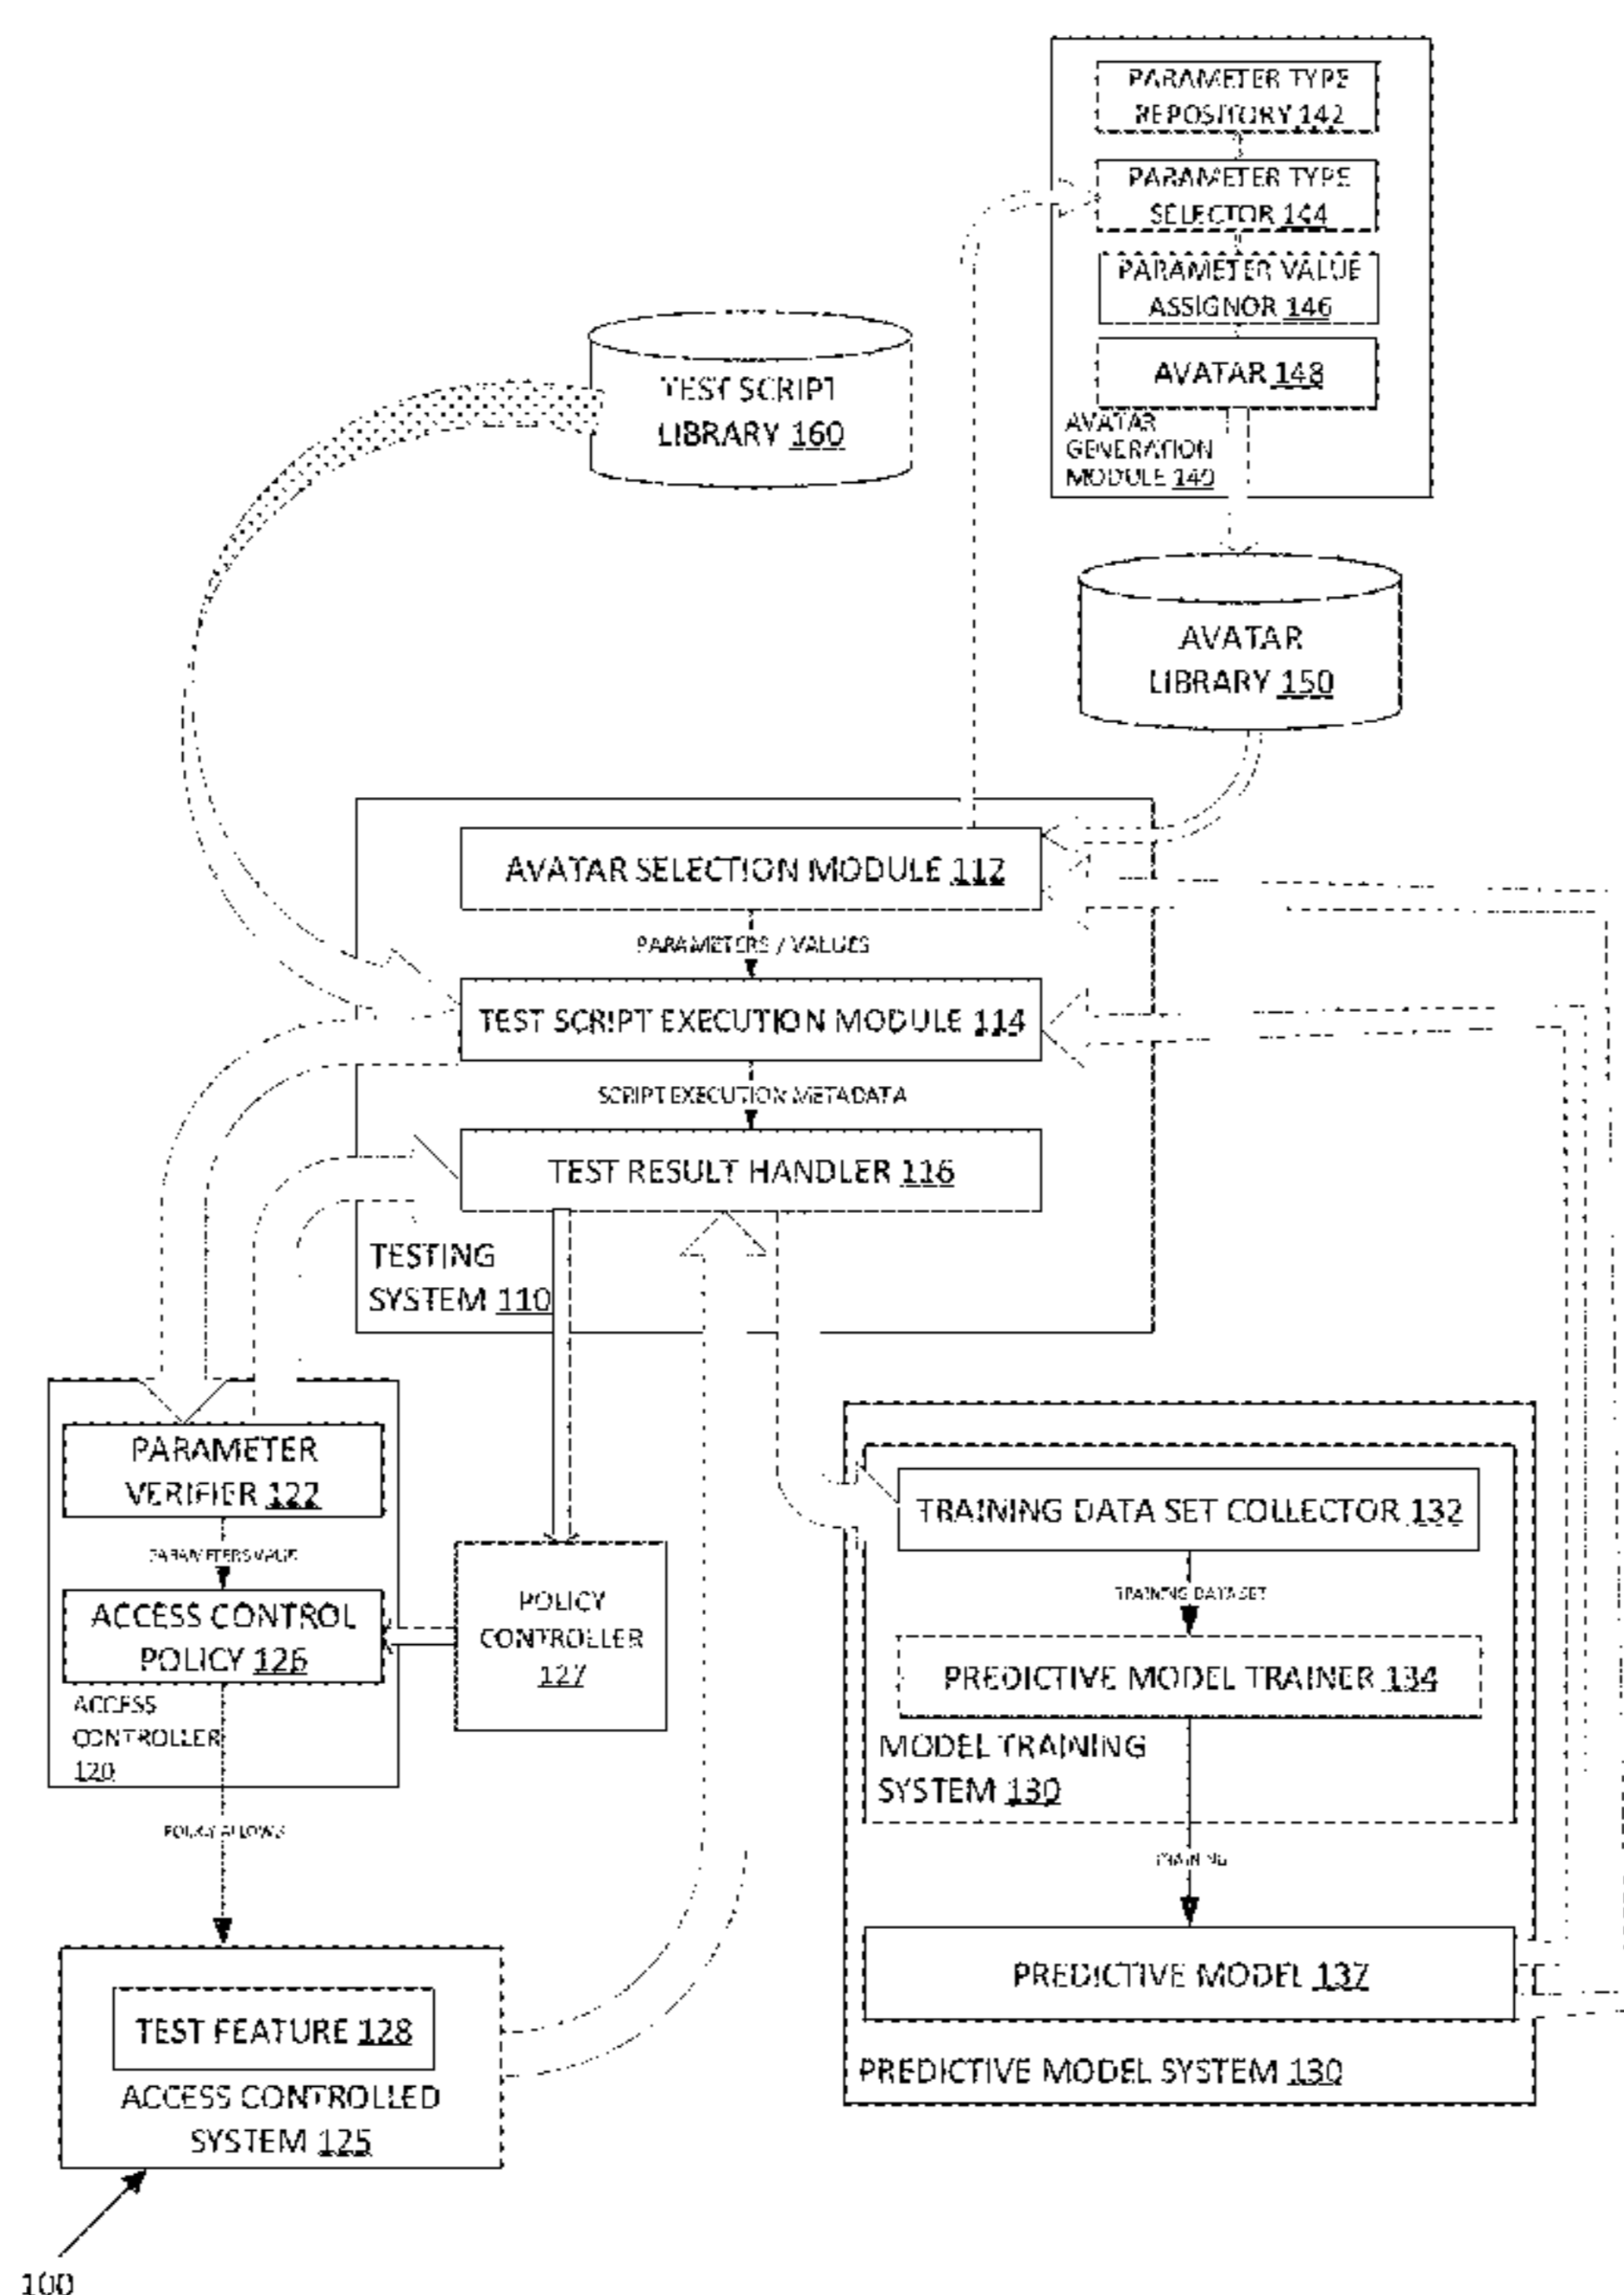 PARAMETER TYPE
REPOSITORY 142
PARAMETER TYPE
SELECTOR 144
PARAMETER VALUE
ASSIGNOR 146
AVATAR 148
AVATAR
GENERATION
MODULE 140
TEST SCRIPT
LIBRARY 160
AVATAR
LIBRARY 150
AVATAR SELECTION MODULE 112
PARAMETERS / VALUES
TEST SCRIPT EXECUTION MODULE 114
SCRIPT EXECUTION METADATA
TEST RESULT HANDLER 116
TESTING
SYSTEM 110
PARAMETER
VERIFIER 122
PARAMETERS VALID
ACCESS CONTROL
POLICY 126
ACCESS
CONTROLLER
120
POLICY
CONTROLLER
127
POLICY ALLOWS
TEST FEATURE 128
ACCESS CONTROLLED
SYSTEM 125
TRAINING DATA SET COLLECTOR 132
TRAINING DATA SET
PREDICTIVE MODEL TRAINER 134
MODEL TRAINING
SYSTEM 130
TRAINING
PREDICTIVE MODEL 137
PREDICTIVE MODEL SYSTEM 130
100